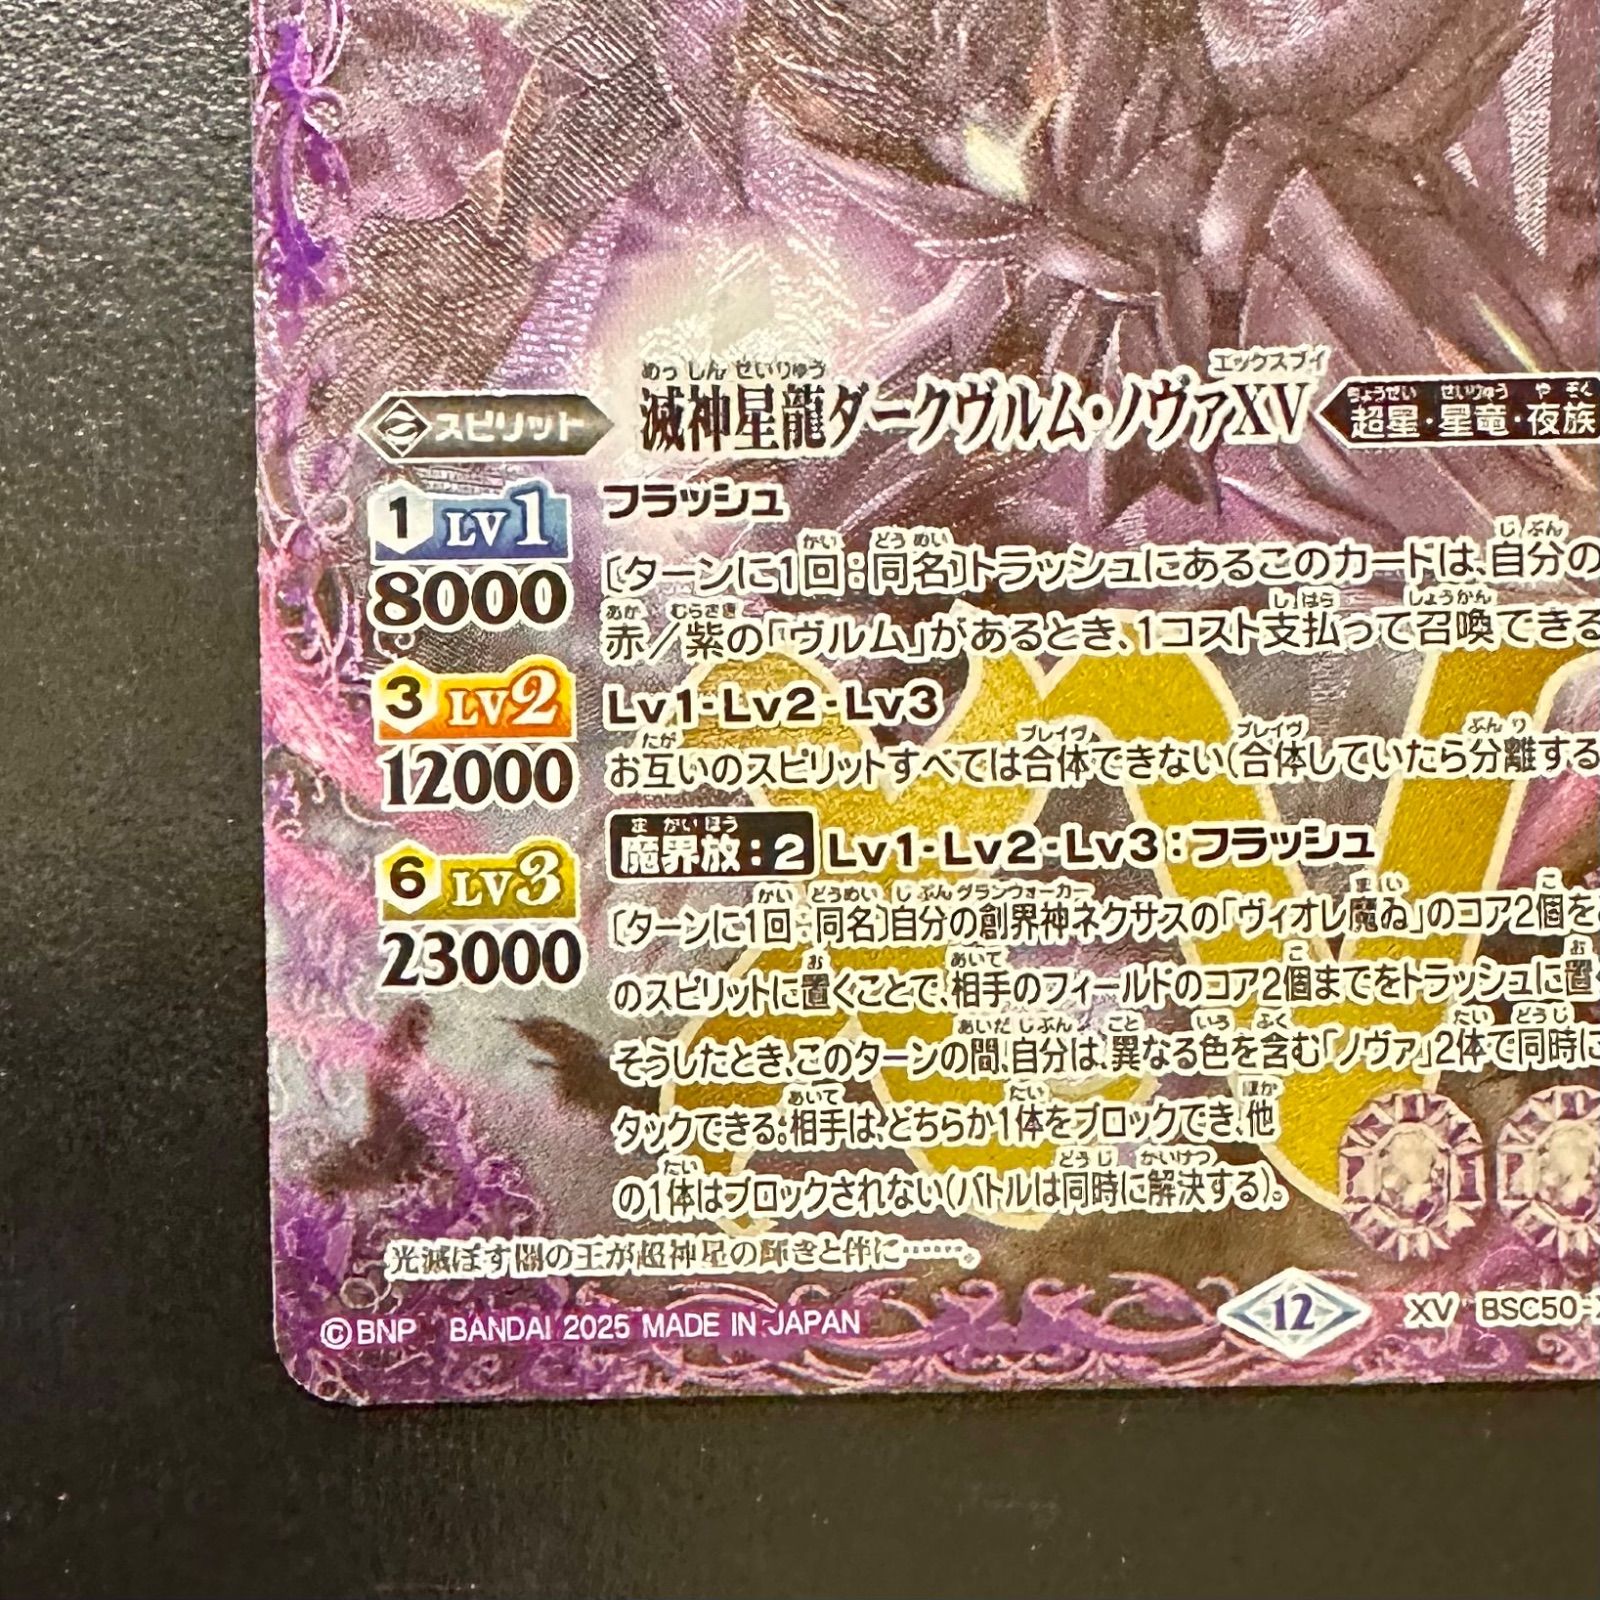 スピリット 滅神星龍ダークヴルム・ノヴァXV 超星・星竜・夜族
1 LV1
8000
3 LV2
12000
6 LV3
23000
フラッシュ
〔ターンに1回:同名〕トラッシュにあるこのカードは、自分の
赤/紫の「ヴルム」があるとき、1コスト支払って召喚できる
Lv1・Lv2・Lv3
お互いのスピリットすべては合体できない(合体していたら分離する
魔界放:2 Lv1・Lv2・Lv3:フラッシュ
〔ターンに1回:同名〕自分の創界神ネクサスの「ヴィオレ魔ゐ」のコア2個を
のスピリットに置くことで、相手のフィールドのコア2個までをトラッシュに置
そうしたとき、このターンの間、自分は、異なる色を含む「ノヴァ」2体で同時に
タックできる。相手は、どちらか1体をブロックでき、他
の1体はブロックされない(バトルは同時に解決する)。
光滅ぼす闇の王が超神星の輝きと伴に……。
©BNP BANDAI 2025 MADE IN JAPAN 12 XV BSC50-